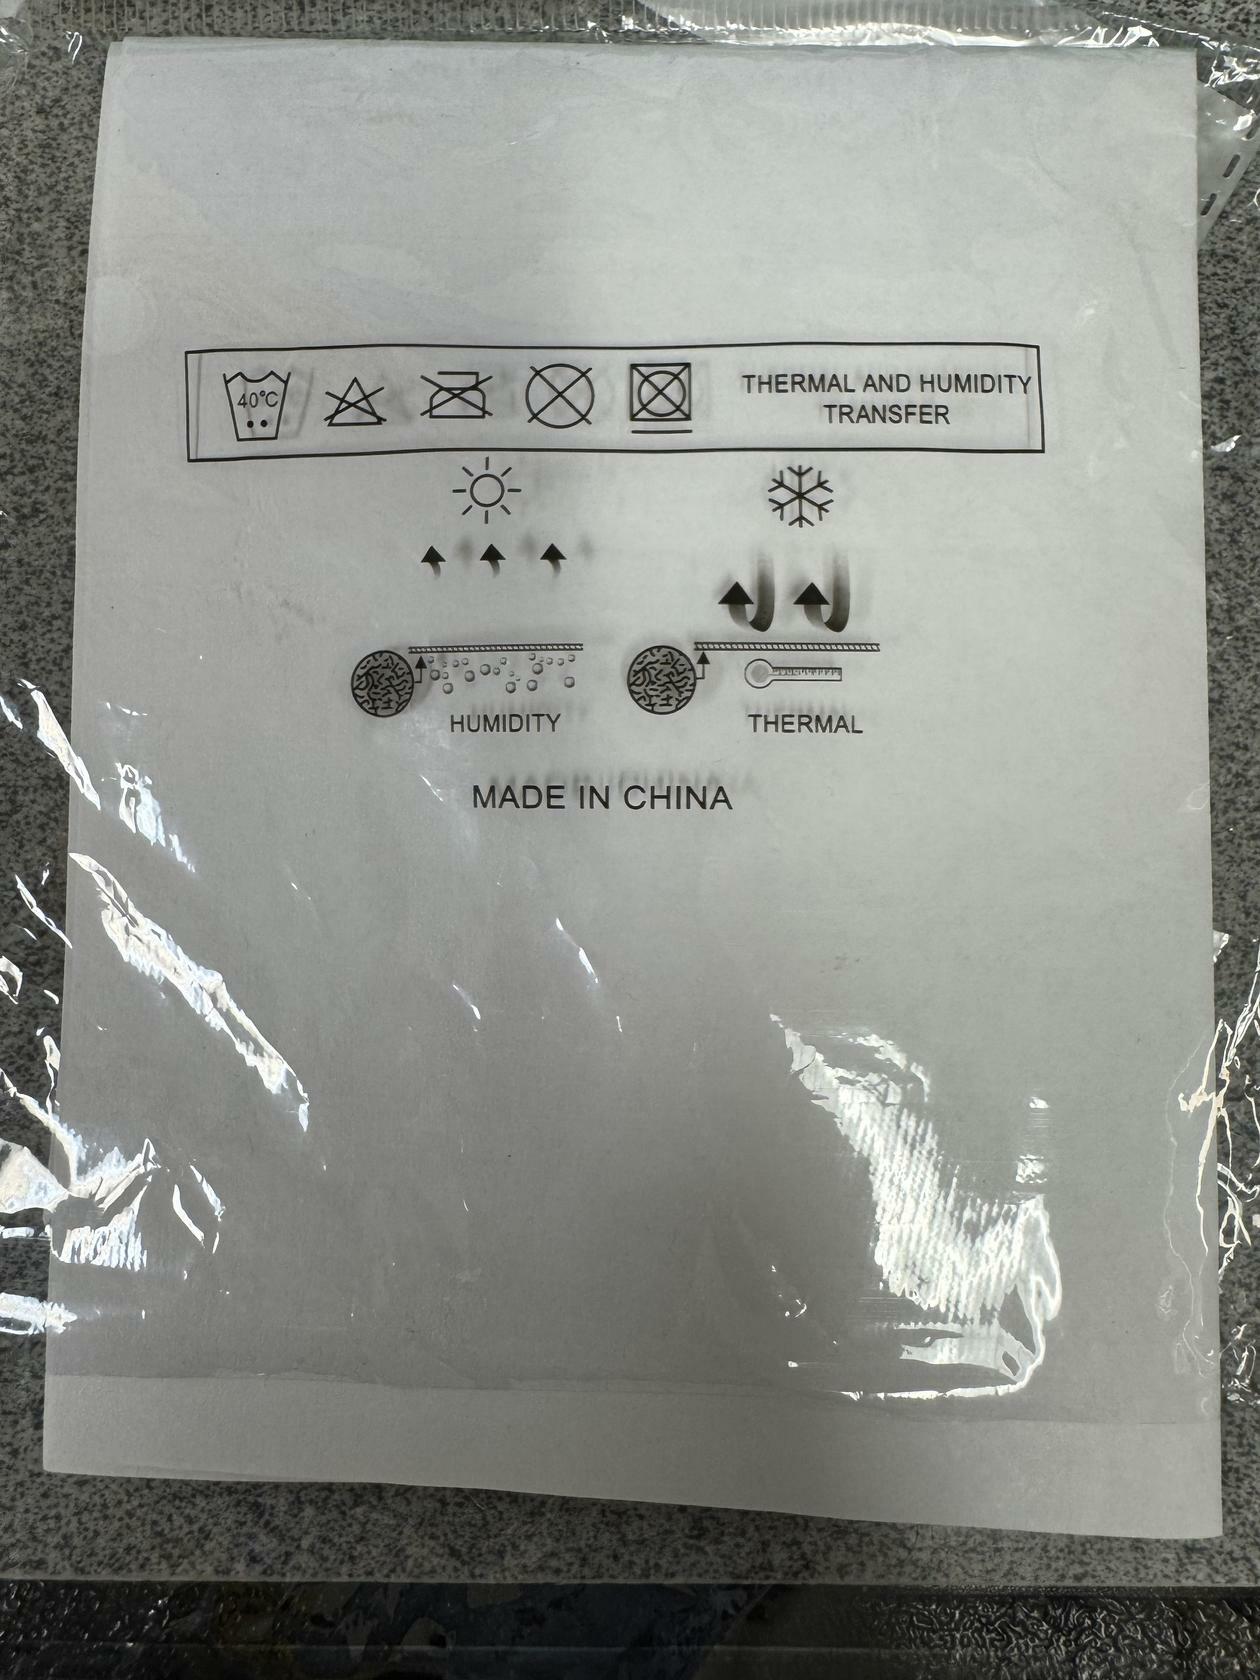 40°C
THERMAL AND HUMIDITY
TRANSFER
HUMIDITY
THERMAL
MADE IN CHINA